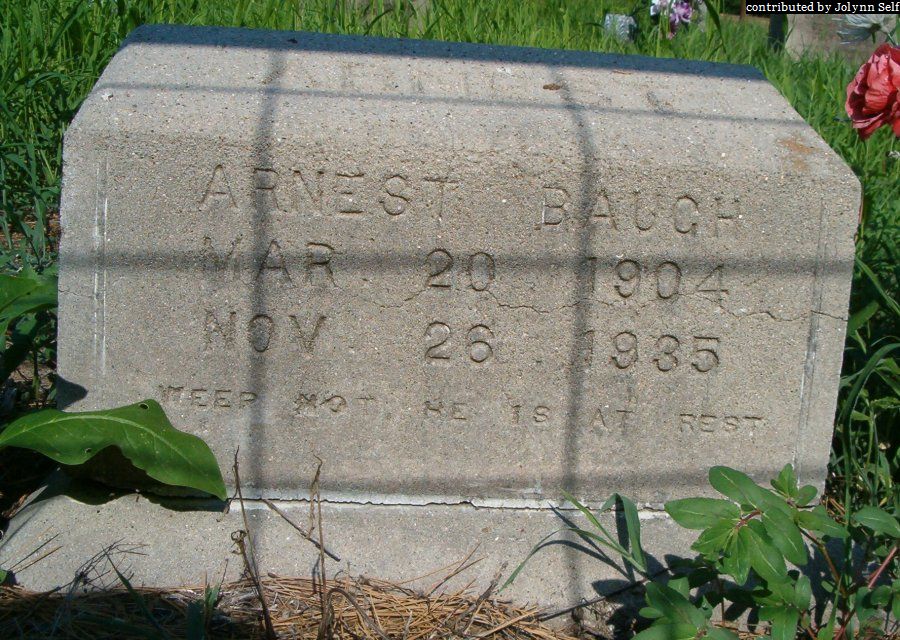 contributed by Jolynn Self
ARNEST BAUGH
MAR 20 1904
NOV 26 1935
WEEP NOT HE IS AT REST